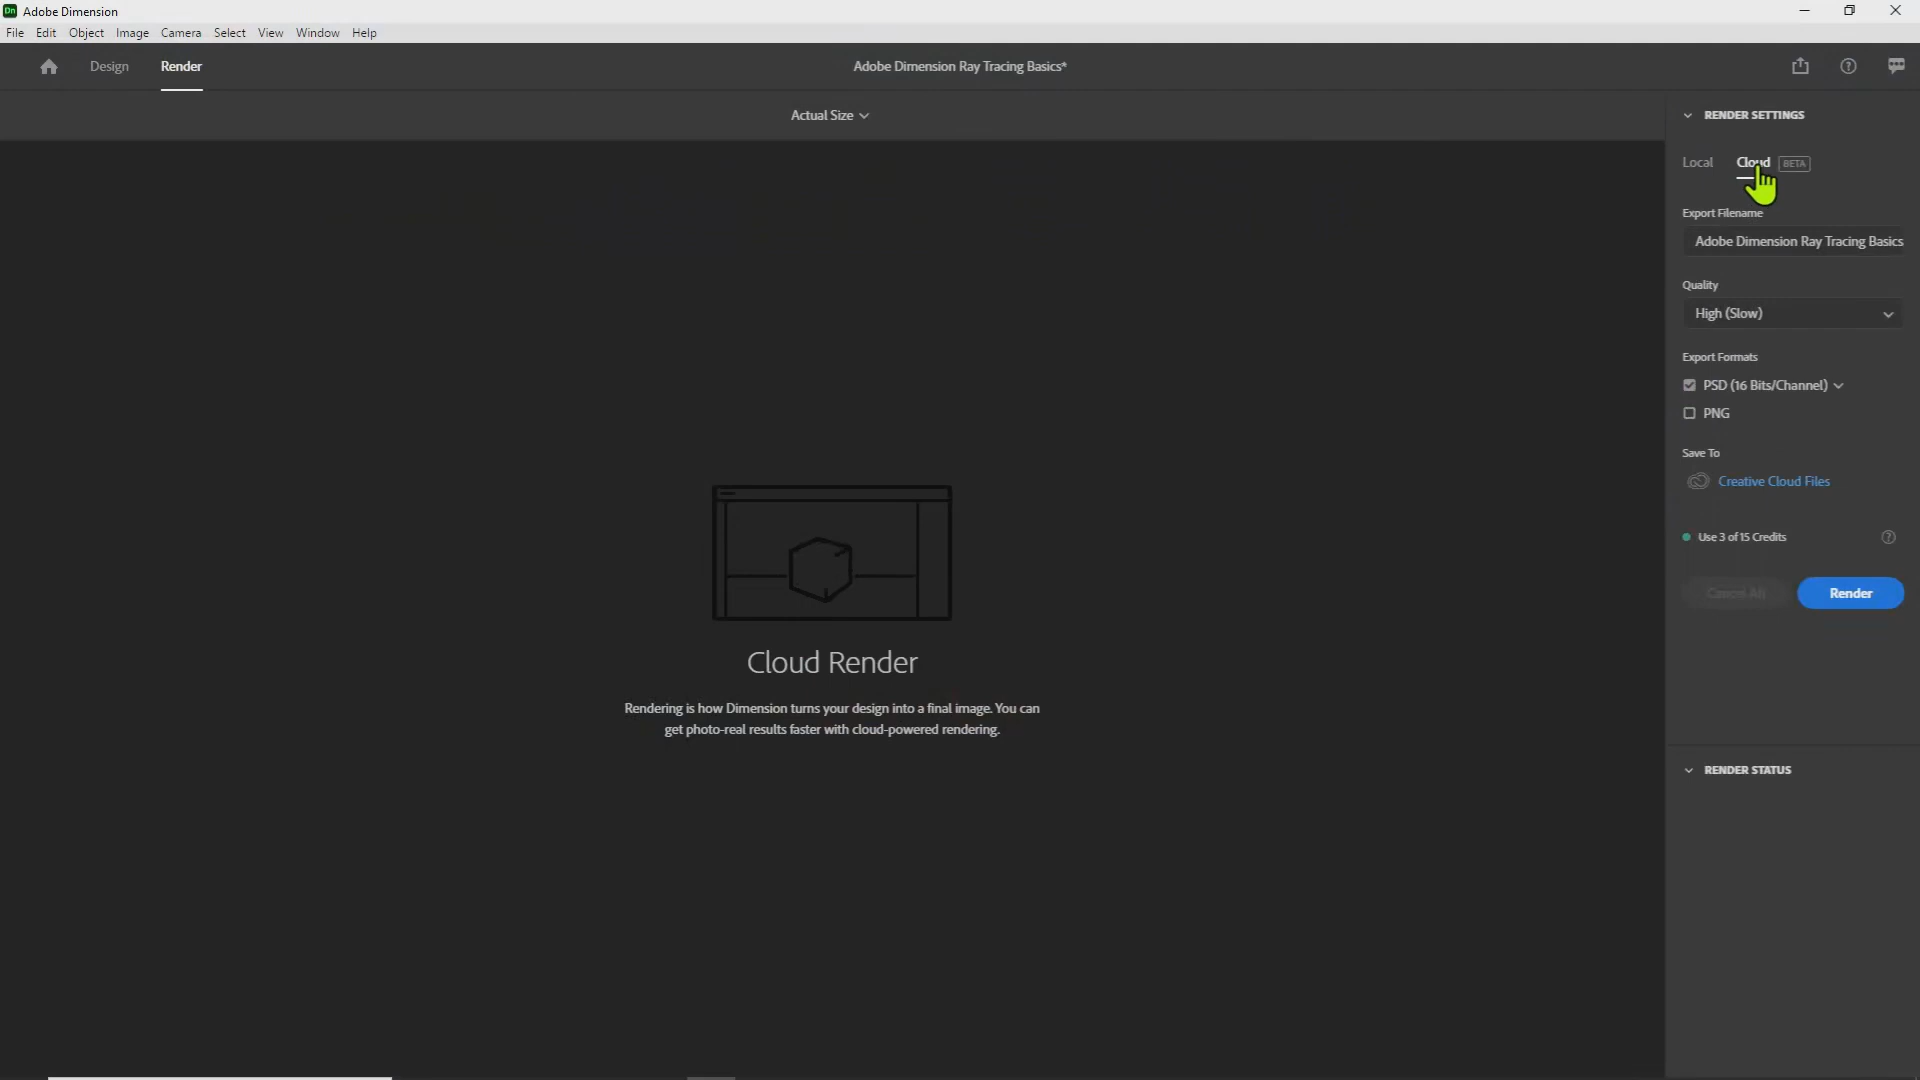 Dn Adobe Dimension
File Edit Object Image Camera Select View Window Help
Design Render Adobe Dimension Ray Tracing Basics*
Actual Size
RENDER SETTINGS
Local Cloud BETA
Export Filename
Adobe Dimension Ray Tracing Basics
Quality
High (Slow)
Export Formats
PSD (16 Bits/Channel)
PNG
Save To
Creative Cloud Files
Use 3 of 15 Credits
Cancel All Render
Cloud Render
Rendering is how Dimension turns your design into a final image. You can
get photo-real results faster with cloud-powered rendering.
RENDER STATUS